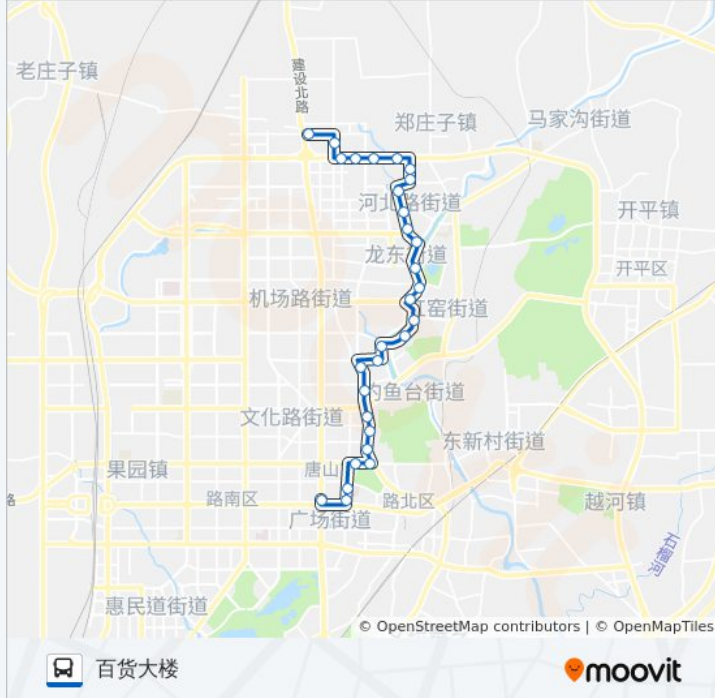 老庄子镇
建设北路
郑庄子镇
马家沟街道
河北路街道
开平镇
龙东街道
开平区
机场路街道
缸窑街道
钓鱼台街道
文化路街道
东新村街道
果园镇
唐山
路南区
路北区
越河镇
广场街道
石榴河
惠民道街道
© OpenStreetMap contributors | © OpenMapTiles
百货大楼
moovit